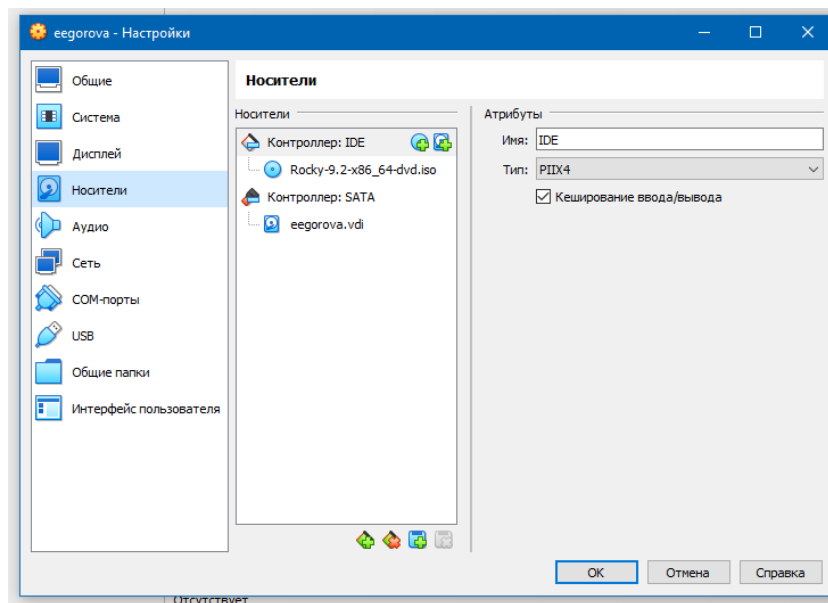 eegorova - Настройки
Общие
Система
Дисплей
Носители
Аудио
Сеть
COM-порты
USB
Общие папки
Интерфейс пользователя
Носители
Носители
Контроллер: IDE
Rocky-9.2-x86_64-dvd.iso
Контроллер: SATA
eegorova.vdi
Атрибуты
Имя: IDE
Тип: PIIX4
Кеширование ввода/вывода
OK Отмена Справка
Отсутствует